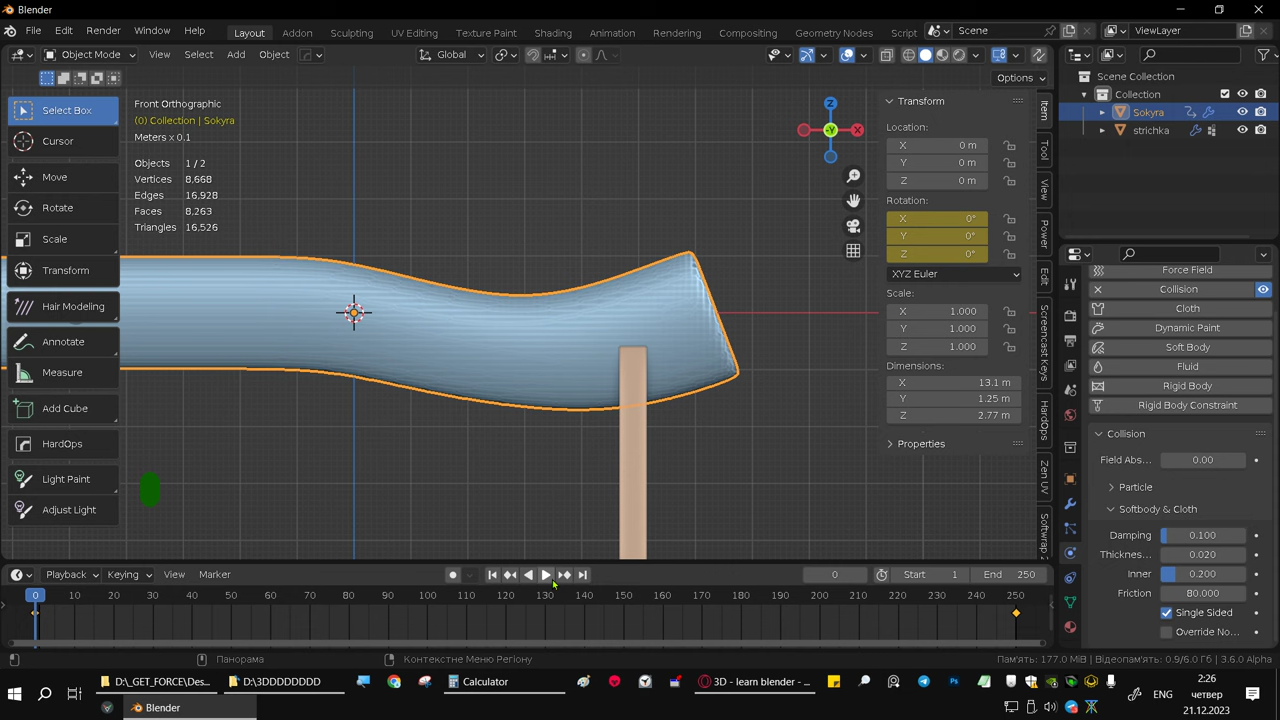 Blender
File Edit Render Window Help Layout Addon Sculpting UV Editing Texture Paint Shading Animation Rendering Compositing Geometry Nodes Script Scene ViewLayer
Object Mode View Select Add Object Global
Options
Select Box
Cursor
Move
Rotate
Scale
Transform
Hair Modeling
Annotate
Measure
Add Cube
HardOps
Light Paint
Adjust Light
Front Orthographic
(0) Collection | Sokyra
Meters x 0.1
Objects 1 / 2
Vertices 8,668
Edges 16,928
Faces 8,263
Triangles 16,526
Z
-Y
X
Transform
Location:
X 0 m
Y 0 m
Z 0 m
Rotation:
X 0°
Y 0°
Z 0°
XYZ Euler
Scale:
X 1.000
Y 1.000
Z 1.000
Dimensions:
X 13.1 m
Y 1.25 m
Z 2.77 m
Properties
Item
Tool
View
Power
Edit
Screencast Keys
HardOps
Zen UV
Softwrap
Scene Collection
Collection
Sokyra
strichka
Force Field
Collision
Cloth
Dynamic Paint
Soft Body
Fluid
Rigid Body
Rigid Body Constraint
Collision
Field Abs... 0.00
Particle
Softbody & Cloth
Damping 0.100
Thicknes... 0.020
Inner 0.200
Friction 80.000
Single Sided
Override No...
Playback Keying View Marker 0 Start 1 End 250
0 10 20 30 40 50 60 70 80 90 100 110 120 130 140 150 160 170 180 190 200 210 220 230 240 250
Панорама Контекстне Меню Регіону Пам'ять: 177.0 MiB | Відеопам'ять: 0.9/6.0 Gi | 3.6.0 Alpha
D:\_GET_FORCE\Des... D:\3DDDDDDDD Calculator 3D - learn blender - ...
Blender
ENG
2:26
четвер
21.12.2023